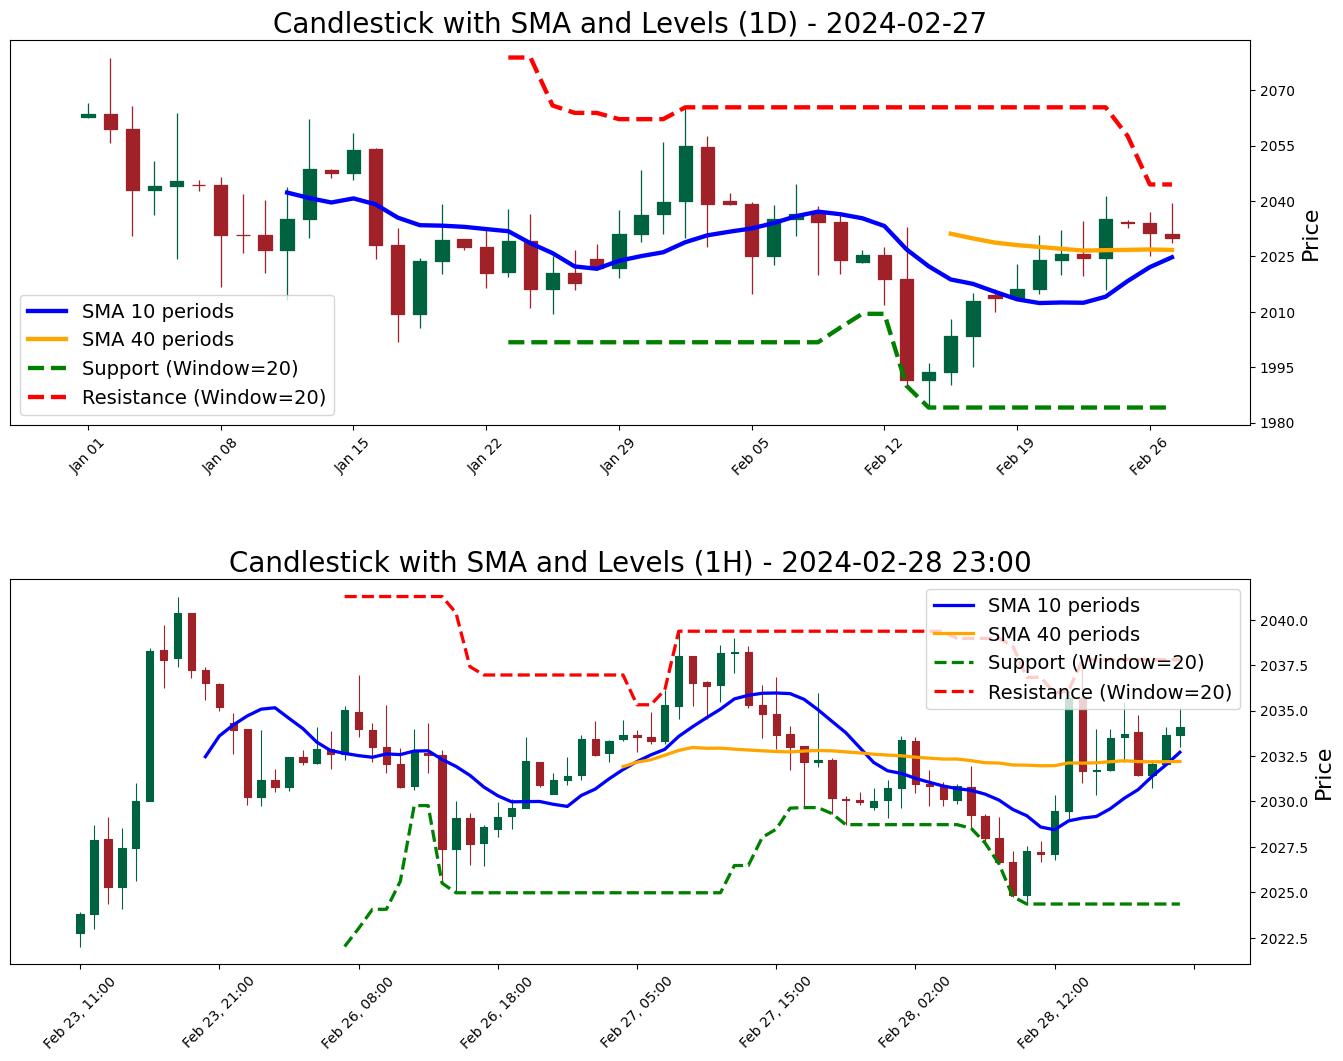 Candlestick with SMA and Levels (1D) - 2024-02-27
2070
2055
2040
2025
2010
1995
1980
Price
SMA 10 periods
SMA 40 periods
Support (Window=20)
Resistance (Window=20)
Jan 01
Jan 08
Jan 15
Jan 22
Jan 29
Feb 05
Feb 12
Feb 19
Feb 26
Candlestick with SMA and Levels (1H) - 2024-02-28 23:00
SMA 10 periods
SMA 40 periods
Support (Window=20)
Resistance (Window=20)
2040.0
2037.5
2035.0
2032.5
2030.0
2027.5
2025.0
2022.5
Price
Feb 23, 11:00
Feb 23, 21:00
Feb 26, 08:00
Feb 26, 18:00
Feb 27, 05:00
Feb 27, 15:00
Feb 28, 02:00
Feb 28, 12:00